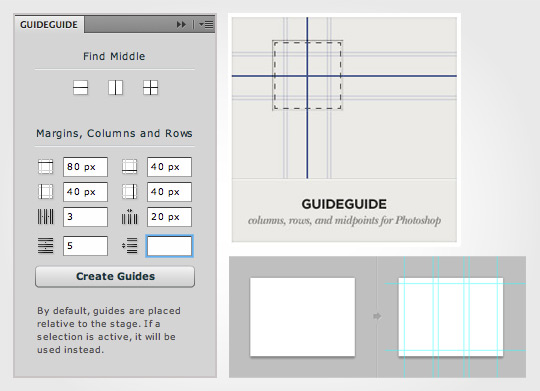 GUIDEGUIDE
Find Middle
Margins, Columns and Rows
80 px 40 px
40 px 40 px
3 20 px
5
Create Guides
By default, guides are placed
relative to the stage. If a
selection is active, it will be
used instead.
GUIDEGUIDE
columns, rows, and midpoints for Photoshop